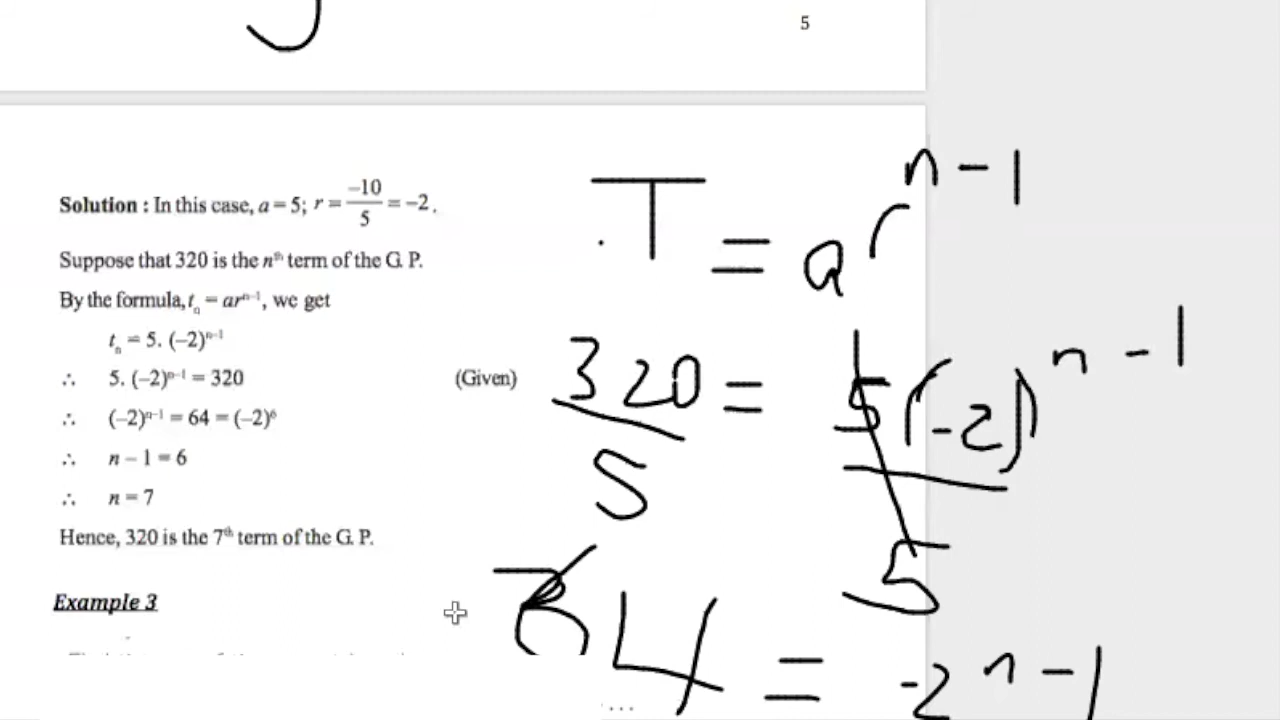 5
Solution : In this case, a = 5; r = −10/5 = −2.
Suppose that 320 is the nᵗʰ term of the G. P.
By the formula, tₙ = arⁿ⁻¹, we get
tₙ = 5. (−2)ⁿ⁻¹
∴ 5. (−2)ⁿ⁻¹ = 320 (Given)
∴ (−2)ⁿ⁻¹ = 64 = (−2)⁶
∴ n − 1 = 6
∴ n = 7
Hence, 320 is the 7ᵗʰ term of the G. P.
Example 3
T = arⁿ⁻¹
320/5 = 5(-2)ⁿ⁻¹/5
64 = -2ⁿ⁻¹